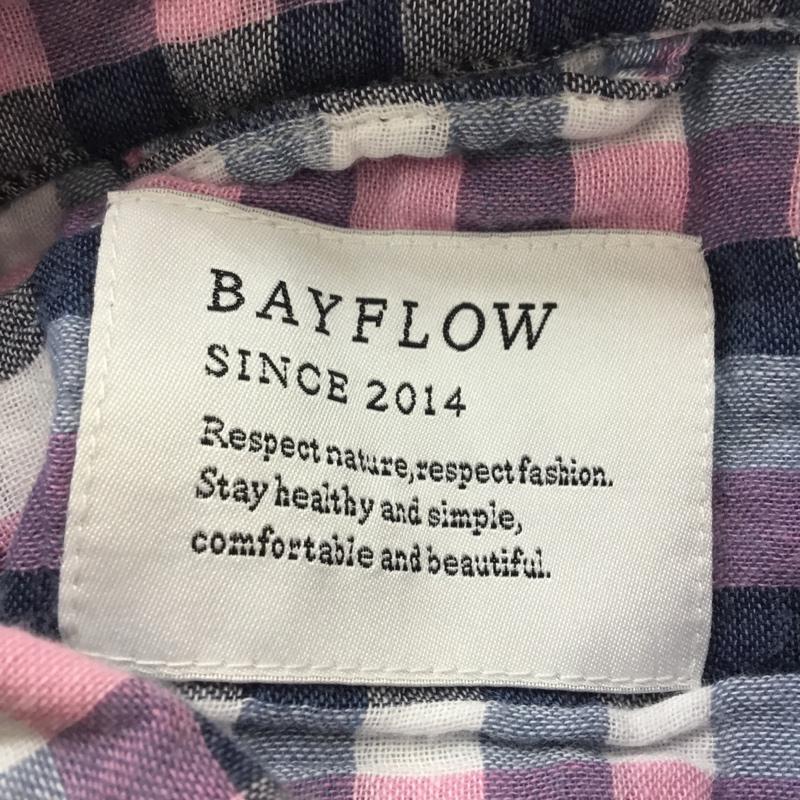 BAYFLOW
SINCE 2014
Respect nature, respect fashion.
Stay healthy and simple,
comfortable and beautiful.